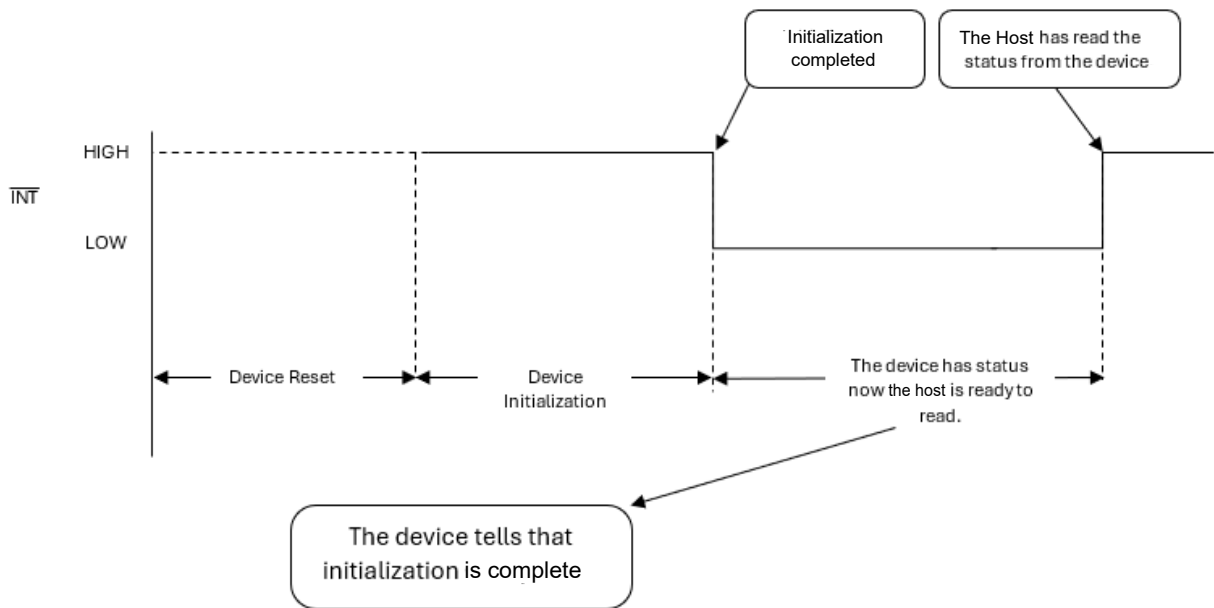 Initialization
completed
The Host has read the
status from the device
HIGH
INT
LOW
Device Reset
Device
Initialization
The device has status
now the host is ready to
read.
The device tells that
initialization is complete